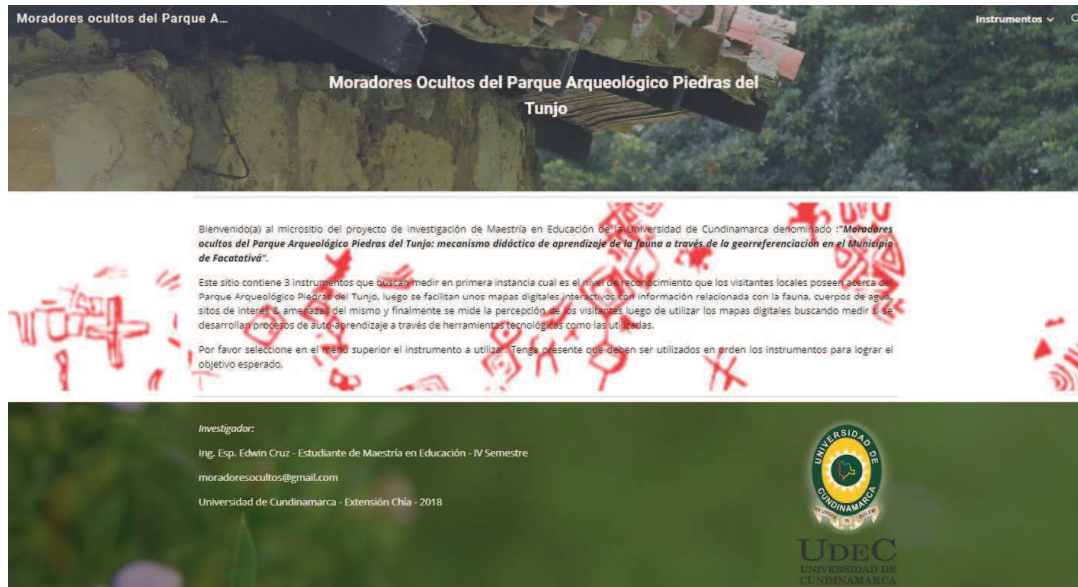 Moradores ocultos del Parque A...
Instrumentos
Moradores Ocultos del Parque Arqueológico Piedras del
Tunjo
Bienvenido(a) al micrositio del proyecto de investigación de Maestría en Educación de la Universidad de Cundinamarca denominado :"Moradores
ocultos del Parque Arqueológico Piedras del Tunjo: mecanismo didáctico de aprendizaje de la fauna a través de la georreferenciación en el Municipio
de Facatativá".
Este sitio contiene 3 instrumentos que buscan medir en primera instancia cual es el nivel de reconocimiento que los visitantes locales poseen acerca del
Parque Arqueológico Piedras del Tunjo, luego se facilitan unos mapas digitales interactivos con información relacionada con la fauna, cuerpos de agua,
sitos de interés & amenazas del mismo y finalmente se mide la percepción de los visitantes luego de utilizar los mapas digitales buscando medir si se
desarrollan procesos de auto-aprendizaje a través de herramientas tecnológicas como las utilizadas.
Por favor seleccione en el menú superior el instrumento a utilizar. Tenga presente que deben ser utilizados en orden los instrumentos para lograr el
objetivo esperado.
Investigador:
Ing. Esp. Edwin Cruz - Estudiante de Maestría en Educación - IV Semestre
moradoresocultos@gmail.com
Universidad de Cundinamarca - Extensión Chía - 2018
UNIVERSIDAD DE
CUNDINAMARCA
UDEC
UNIVERSIDAD DE
CUNDINAMARCA